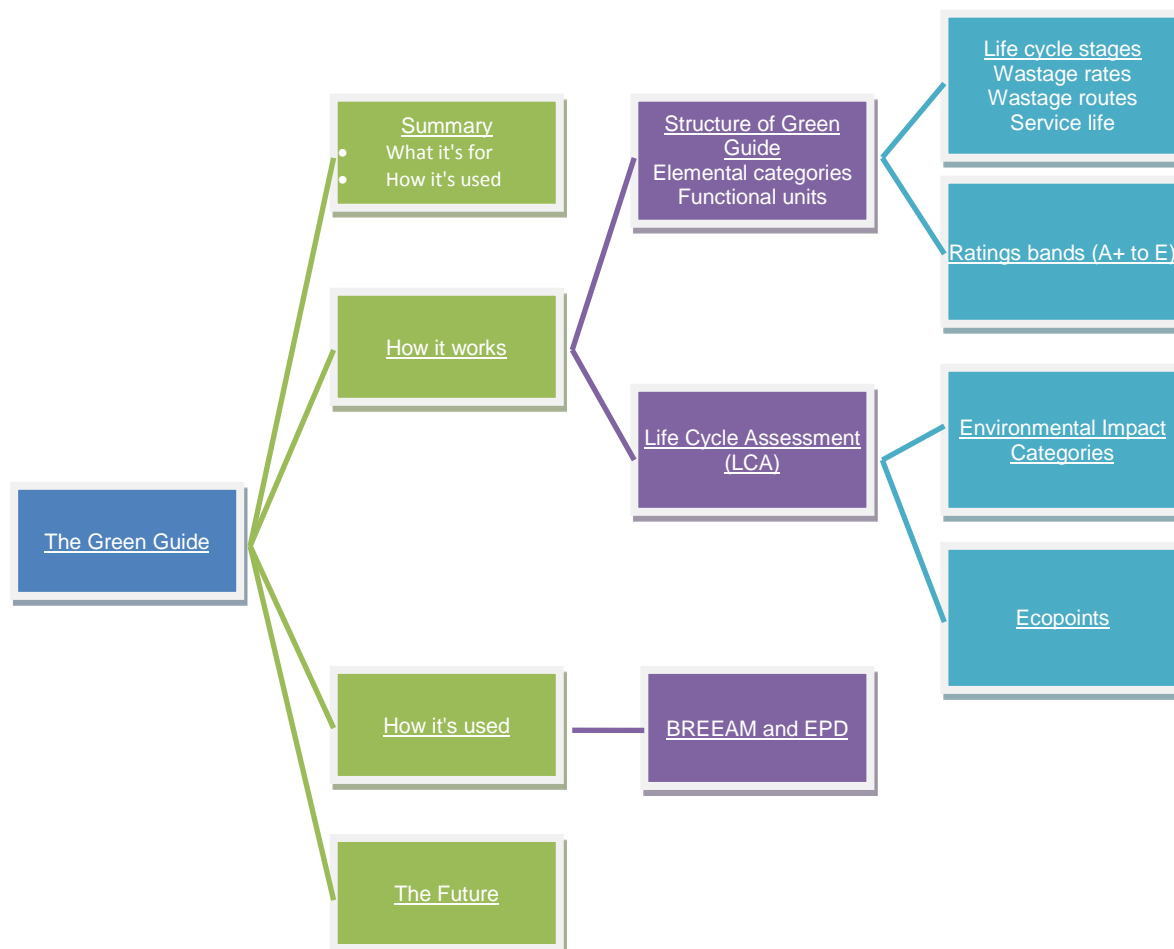 The Green Guide
Summary
• What it's for
• How it's used
How it works
How it's used
The Future
Structure of Green
Guide
Elemental categories
Functional units
Life Cycle Assessment
(LCA)
BREEAM and EPD
Life cycle stages
Wastage rates
Wastage routes
Service life
Ratings bands (A+ to E)
Environmental Impact
Categories
Ecopoints